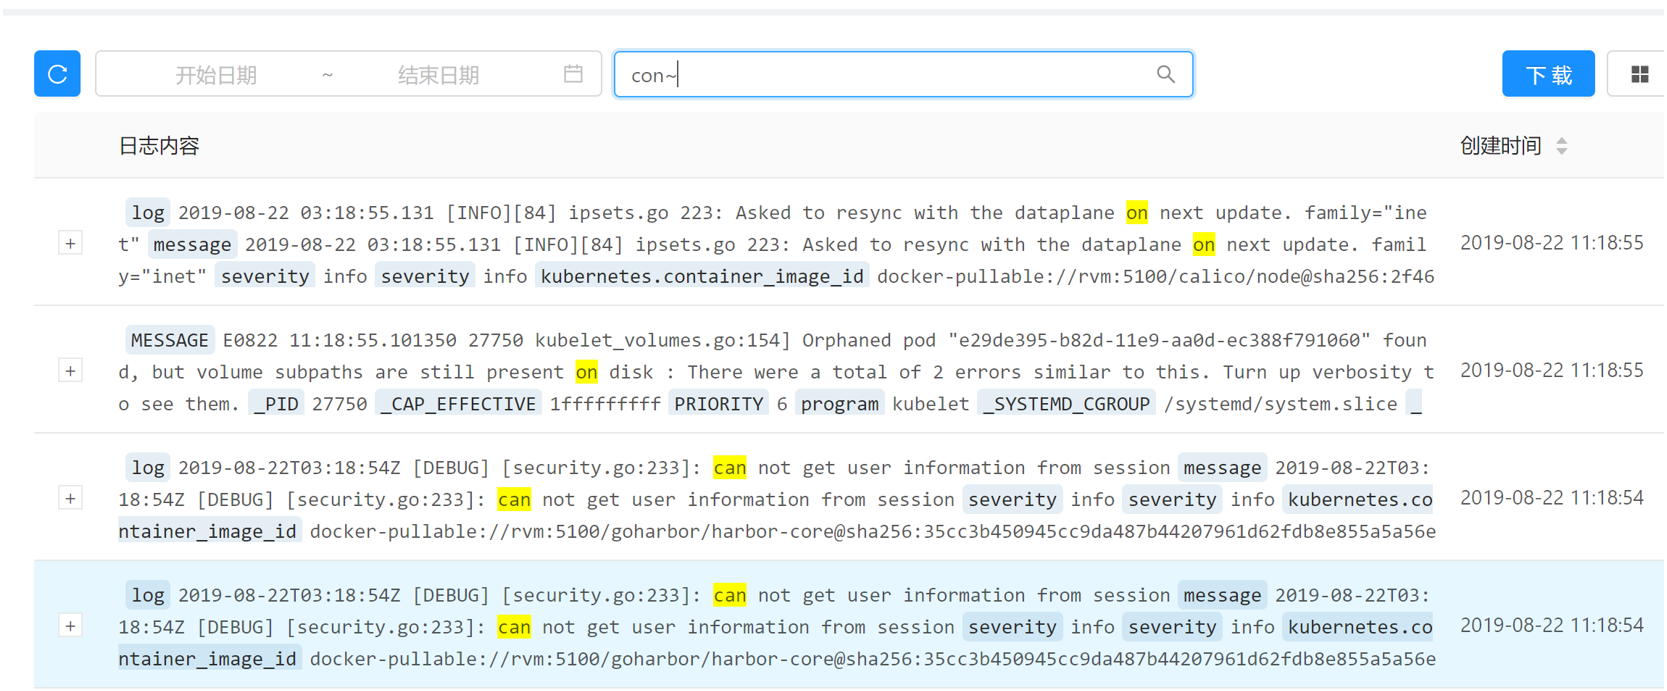 开始日期 ~ 结束日期 con~ 下 载
日志内容 创建时间
log 2019-08-22 03:18:55.131 [INFO][84] ipsets.go 223: Asked to resync with the dataplane on next update. family="ine
t" message 2019-08-22 03:18:55.131 [INFO][84] ipsets.go 223: Asked to resync with the dataplane on next update. famil
y="inet" severity info severity info kubernetes.container_image_id docker-pullable://rvm:5100/calico/node@sha256:2f46
2019-08-22 11:18:55
MESSAGE E0822 11:18:55.101350 27750 kubelet_volumes.go:154] Orphaned pod "e29de395-b82d-11e9-aa0d-ec388f791060" foun
d, but volume subpaths are still present on disk : There were a total of 2 errors similar to this. Turn up verbosity t
o see them. _PID 27750 _CAP_EFFECTIVE 1fffffffff PRIORITY 6 program kubelet _SYSTEMD_CGROUP /systemd/system.slice _
2019-08-22 11:18:55
log 2019-08-22T03:18:54Z [DEBUG] [security.go:233]: can not get user information from session message 2019-08-22T03:
18:54Z [DEBUG] [security.go:233]: can not get user information from session severity info severity info kubernetes.co
ntainer_image_id docker-pullable://rvm:5100/goharbor/harbor-core@sha256:35cc3b450945cc9da487b44207961d62fdb8e855a5a56e
2019-08-22 11:18:54
log 2019-08-22T03:18:54Z [DEBUG] [security.go:233]: can not get user information from session message 2019-08-22T03:
18:54Z [DEBUG] [security.go:233]: can not get user information from session severity info severity info kubernetes.co
ntainer_image_id docker-pullable://rvm:5100/goharbor/harbor-core@sha256:35cc3b450945cc9da487b44207961d62fdb8e855a5a56e
2019-08-22 11:18:54